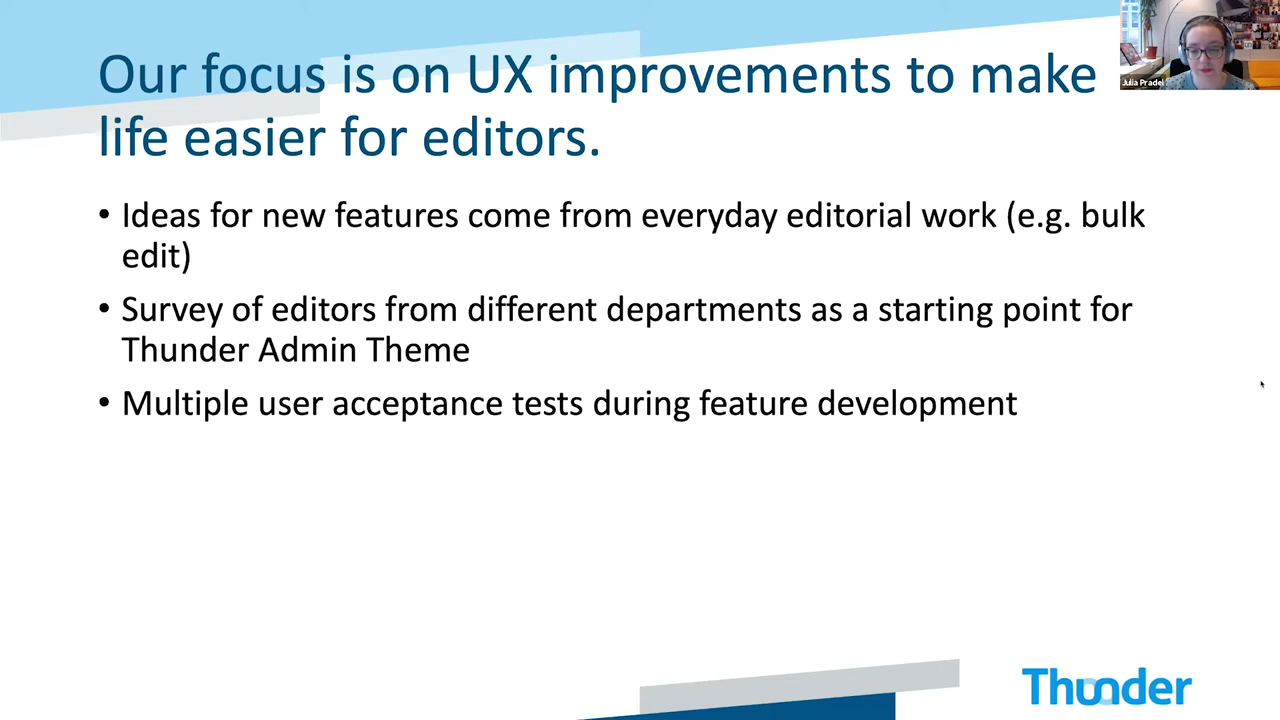 Our focus is on UX improvements to make
life easier for editors.
Julia Pradel
• Ideas for new features come from everyday editorial work (e.g. bulk
edit)
• Survey of editors from different departments as a starting point for
Thunder Admin Theme
• Multiple user acceptance tests during feature development
Thunder